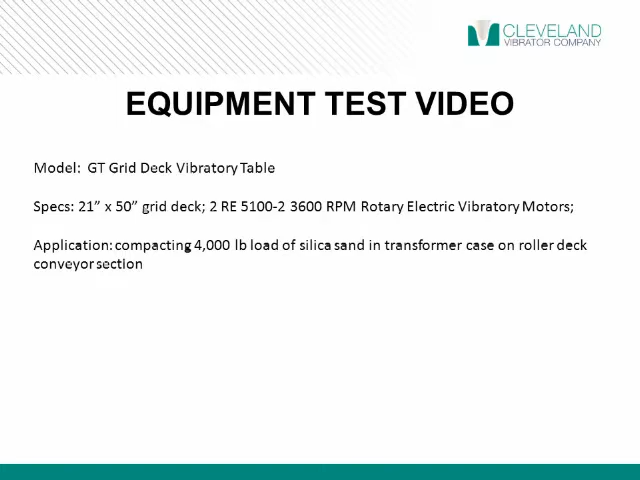 CLEVELAND
VIBRATOR COMPANY
EQUIPMENT TEST VIDEO
Model: GT Grid Deck Vibratory Table
Specs: 21” x 50” grid deck; 2 RE 5100-2 3600 RPM Rotary Electric Vibratory Motors;
Application: compacting 4,000 lb load of silica sand in transformer case on roller deck
conveyor section